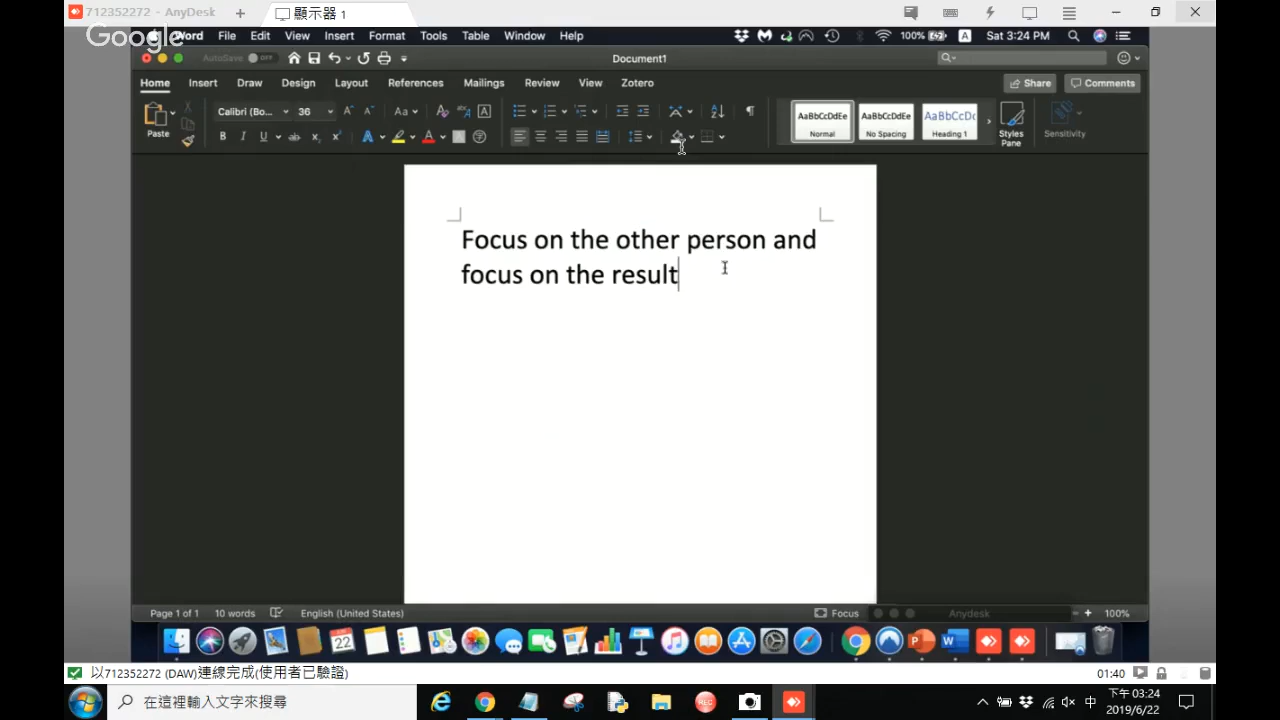 712352272 - AnyDesk
顯示器 1
Google
Word File Edit View Insert Format Tools Table Window Help
100% A Sat 3:24 PM
AutoSave OFF
Document1
Home Insert Draw Design Layout References Mailings Review View Zotero
Share Comments
Calibri (Bo... 36
Paste
AaBbCcDdEe AaBbCcDdEe AaBbCcDc
Normal No Spacing Heading 1
Styles Pane
Sensitivity
Focus on the other person and
focus on the result
Page 1 of 1 10 words English (United States)
Focus
Anydesk
100%
22
以712352272 (DAW)連線完成(使用者已驗證)
01:40
在這裡輸入文字來搜尋
REC
中
下午 03:24
2019/6/22